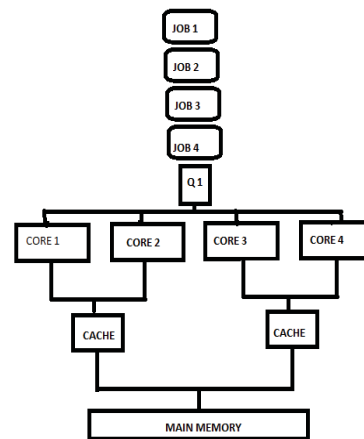 JOB 1
JOB 2
JOB 3
JOB 4
Q 1
CORE 1
CORE 2
CORE 3
CORE 4
CACHE
CACHE
MAIN MEMORY